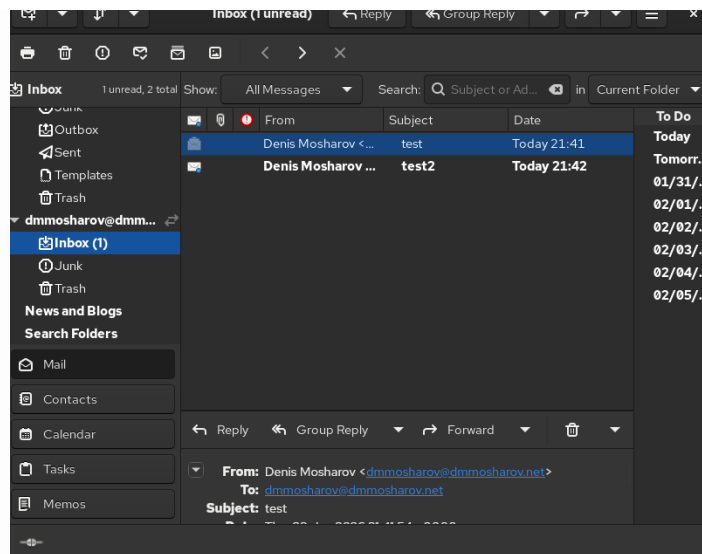 Inbox (1 unread)
Reply
Group Reply
Inbox
1 unread, 2 total
Show:
All Messages
Search:
Subject or Ad...
in
Current Folder
Junk
Outbox
Sent
Templates
Trash
dmmosharov@dmm...
Inbox (1)
Junk
Trash
News and Blogs
Search Folders
Mail
Contacts
Calendar
Tasks
Memos
From Subject Date
Denis Mosharov <... test Today 21:41
Denis Mosharov ... test2 Today 21:42
Reply
Group Reply
Forward
From: Denis Mosharov <dmmosharov@dmmosharov.net>
To: dmmosharov@dmmosharov.net
Subject: test
To Do
Today
Tomorr.
01/31/.
02/01/.
02/02/.
02/03/.
02/04/.
02/05/.